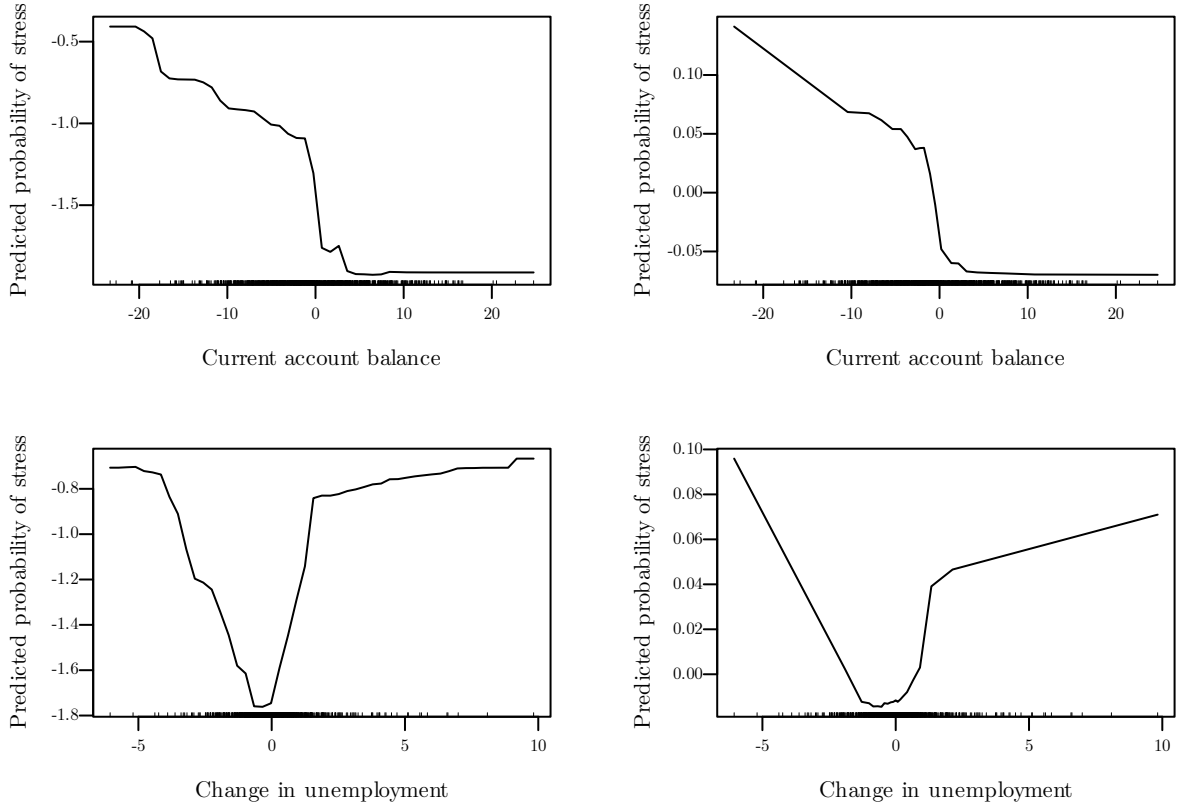 Predicted probability of stress
-0.5
-1.0
-1.5
-20 -10 0 10 20
Current account balance
Predicted probability of stress
0.10
0.05
0.00
-0.05
-20 -10 0 10 20
Current account balance
Predicted probability of stress
-0.8
-1.0
-1.2
-1.4
-1.6
-1.8
-5 0 5 10
Change in unemployment
Predicted probability of stress
0.10
0.08
0.06
0.04
0.02
0.00
-5 0 5 10
Change in unemployment